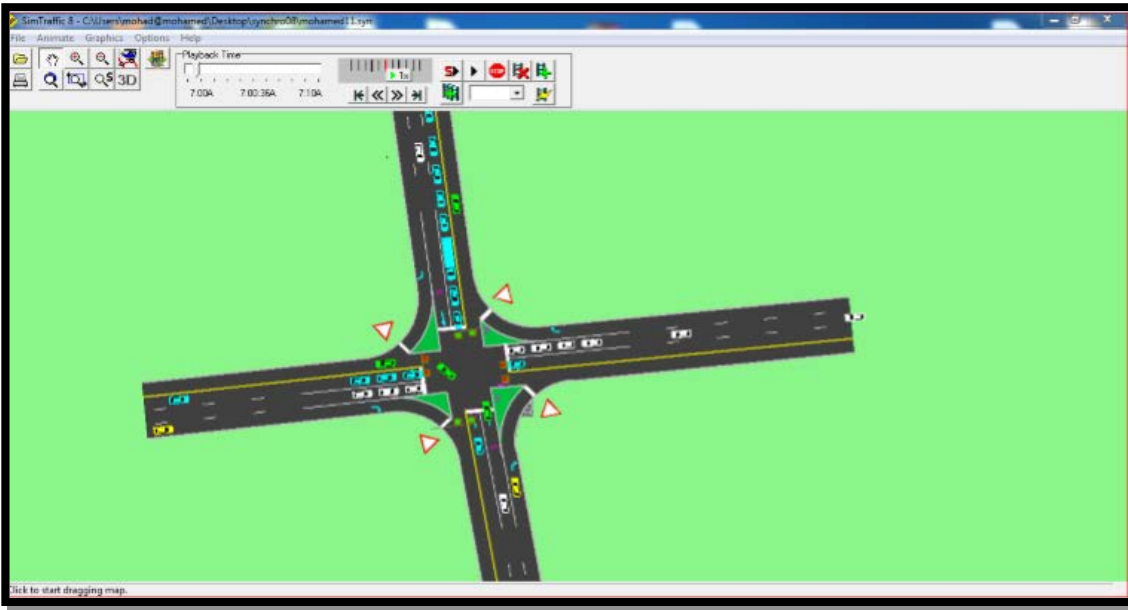 SimTraffic 8 - C:\Users\mohad@mohamed\Desktop\synchro08\mohamed11.syn
File Animate Graphics Options Help
Playback Time
1x
S
STOP
S 3D
7:00A 7:00:36A 7:10A
Click to start dragging map.